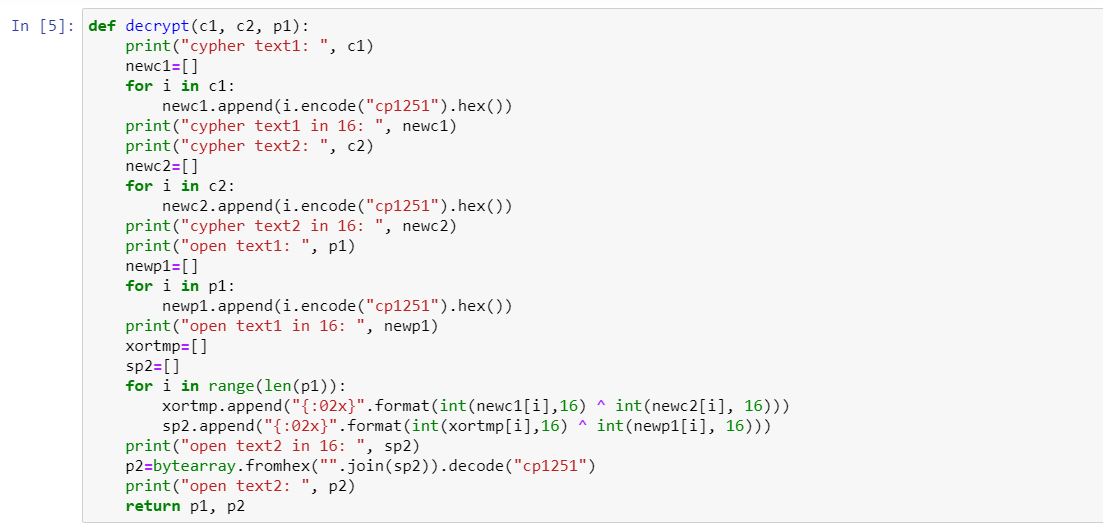 In [5]: def decrypt(c1, c2, p1):
    print("cypher text1: ", c1)
    newc1=[]
    for i in c1:
        newc1.append(i.encode("cp1251").hex())
    print("cypher text1 in 16: ", newc1)
    print("cypher text2: ", c2)
    newc2=[]
    for i in c2:
        newc2.append(i.encode("cp1251").hex())
    print("cypher text2 in 16: ", newc2)
    print("open text1: ", p1)
    newp1=[]
    for i in p1:
        newp1.append(i.encode("cp1251").hex())
    print("open text1 in 16: ", newp1)
    xortmp=[]
    sp2=[]
    for i in range(len(p1)):
        xortmp.append("{:02x}".format(int(newc1[i],16) ^ int(newc2[i], 16)))
        sp2.append("{:02x}".format(int(xortmp[i],16) ^ int(newp1[i], 16)))
    print("open text2 in 16: ", sp2)
    p2=bytearray.fromhex("".join(sp2)).decode("cp1251")
    print("open text2: ", p2)
    return p1, p2